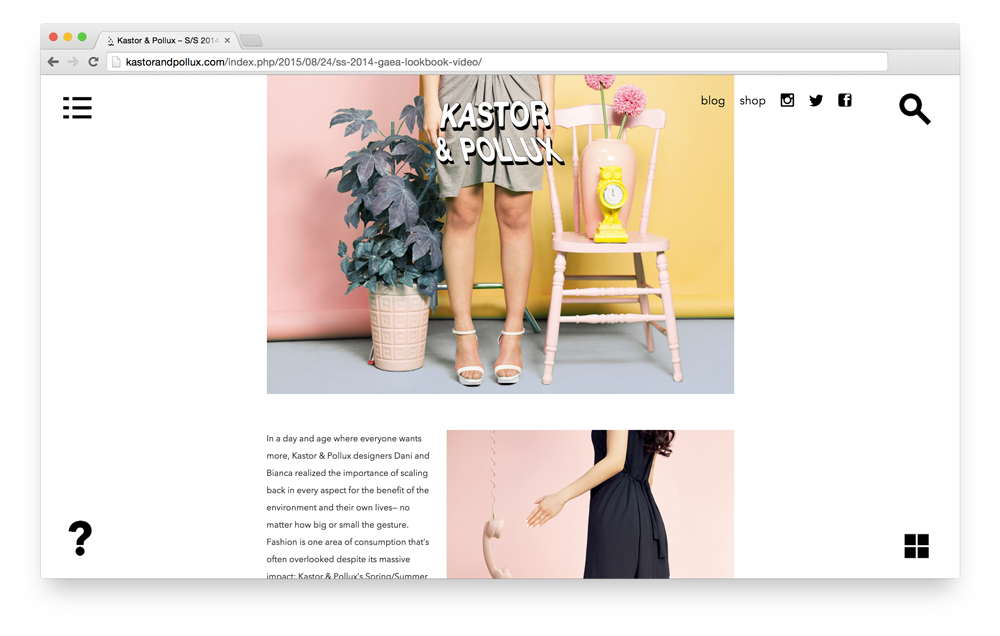 Kastor & Pollux – S/S 2014
kastorandpollux.com/index.php/2015/08/24/ss-2014-gaea-lookbook-video/
blog shop
KASTOR
& POLLUX
In a day and age where everyone wants
more, Kastor & Pollux designers Dani and
Bianca realized the importance of scaling
back in every aspect for the benefit of the
environment and their own lives– no
matter how big or small the gesture.
Fashion is one area of consumption that's
often overlooked despite its massive
impact: Kastor & Pollux's Spring/Summer